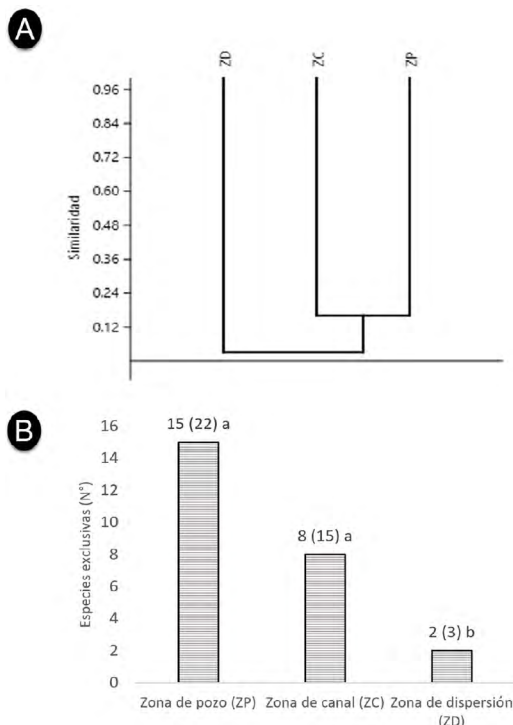 A
ZD
ZC
ZP
0.96
0.84
0.72
0.60
0.48
0.36
0.24
0.12
Similaridad
B
16
14
12
10
8
6
4
2
0
Especies exclusivas (N°)
15 (22) a
8 (15) a
2 (3) b
Zona de pozo (ZP)
Zona de canal (ZC)
Zona de dispersión
(ZD)